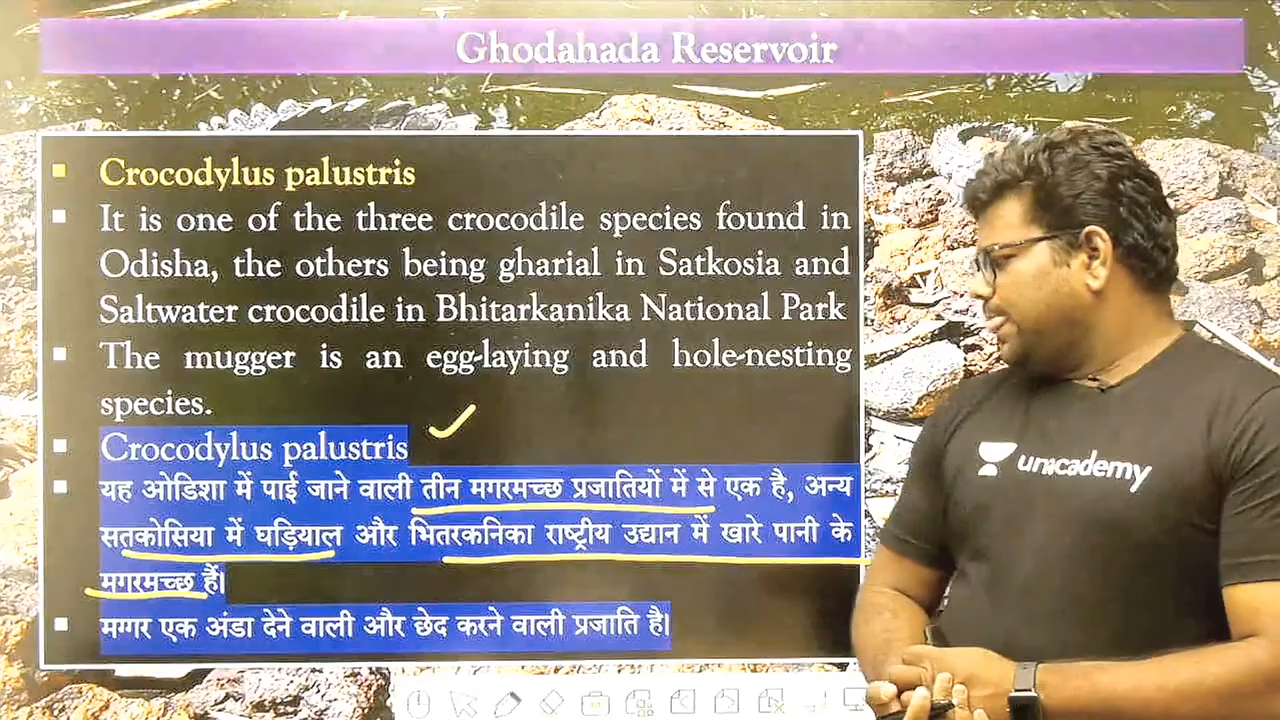 Ghodahada Reservoir
Crocodylus palustris
It is one of the three crocodile species found in
Odisha, the others being gharial in Satkosia and
Saltwater crocodile in Bhitarkanika National Park
The mugger is an egg-laying and hole-nesting
species.
Crocodylus palustris
यह ओडिशा में पाई जाने वाली तीन मगरमच्छ प्रजातियों में से एक है, अन्य
सतकोसिया में घड़ियाल और भितरकनिका राष्ट्रीय उद्यान में खारे पानी के
मगरमच्छ हैं।
मग्गर एक अंडा देने वाली और छेद करने वाली प्रजाति है।
unacademy